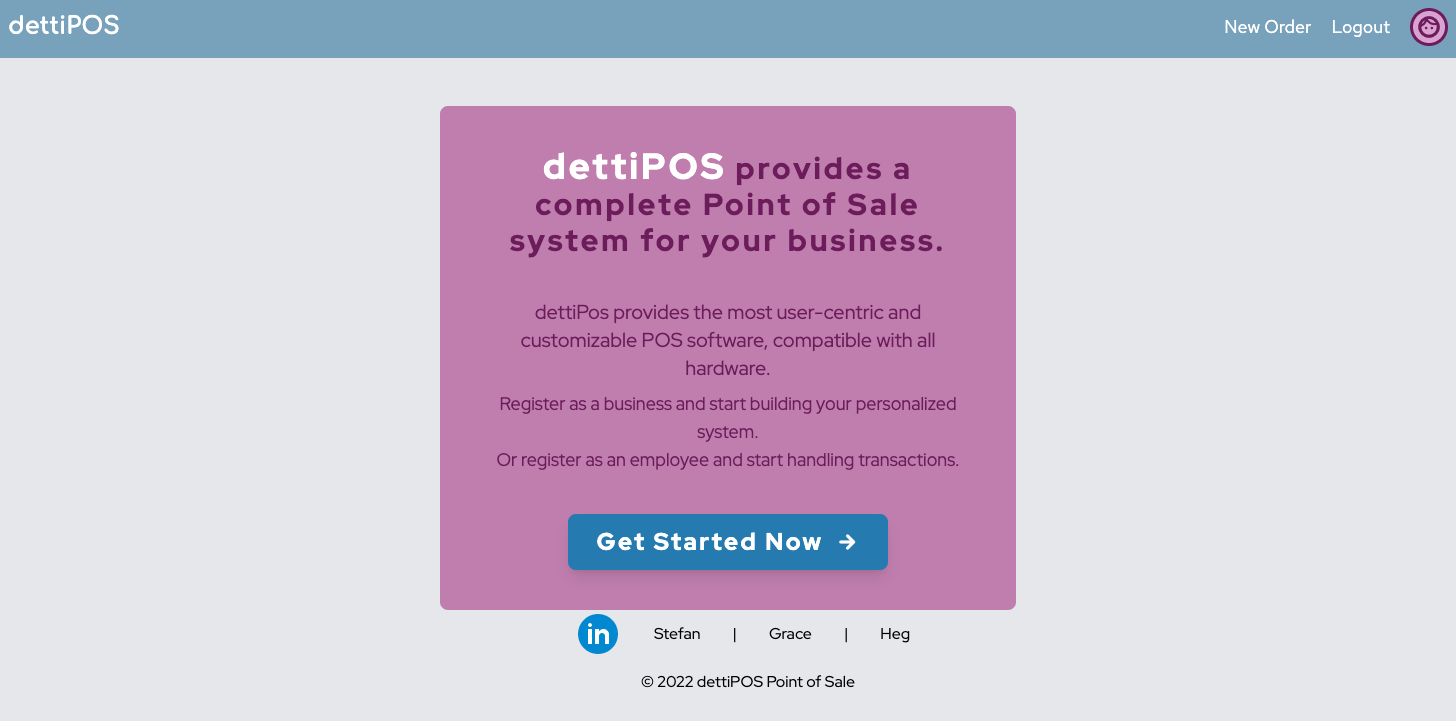 dettiPOS
New Order Logout
dettiPOS provides a
complete Point of Sale
system for your business.
dettiPos provides the most user-centric and
customizable POS software, compatible with all
hardware.
Register as a business and start building your personalized
system.
Or register as an employee and start handling transactions.
Get Started Now →
in Stefan | Grace | Heg
© 2022 dettiPOS Point of Sale